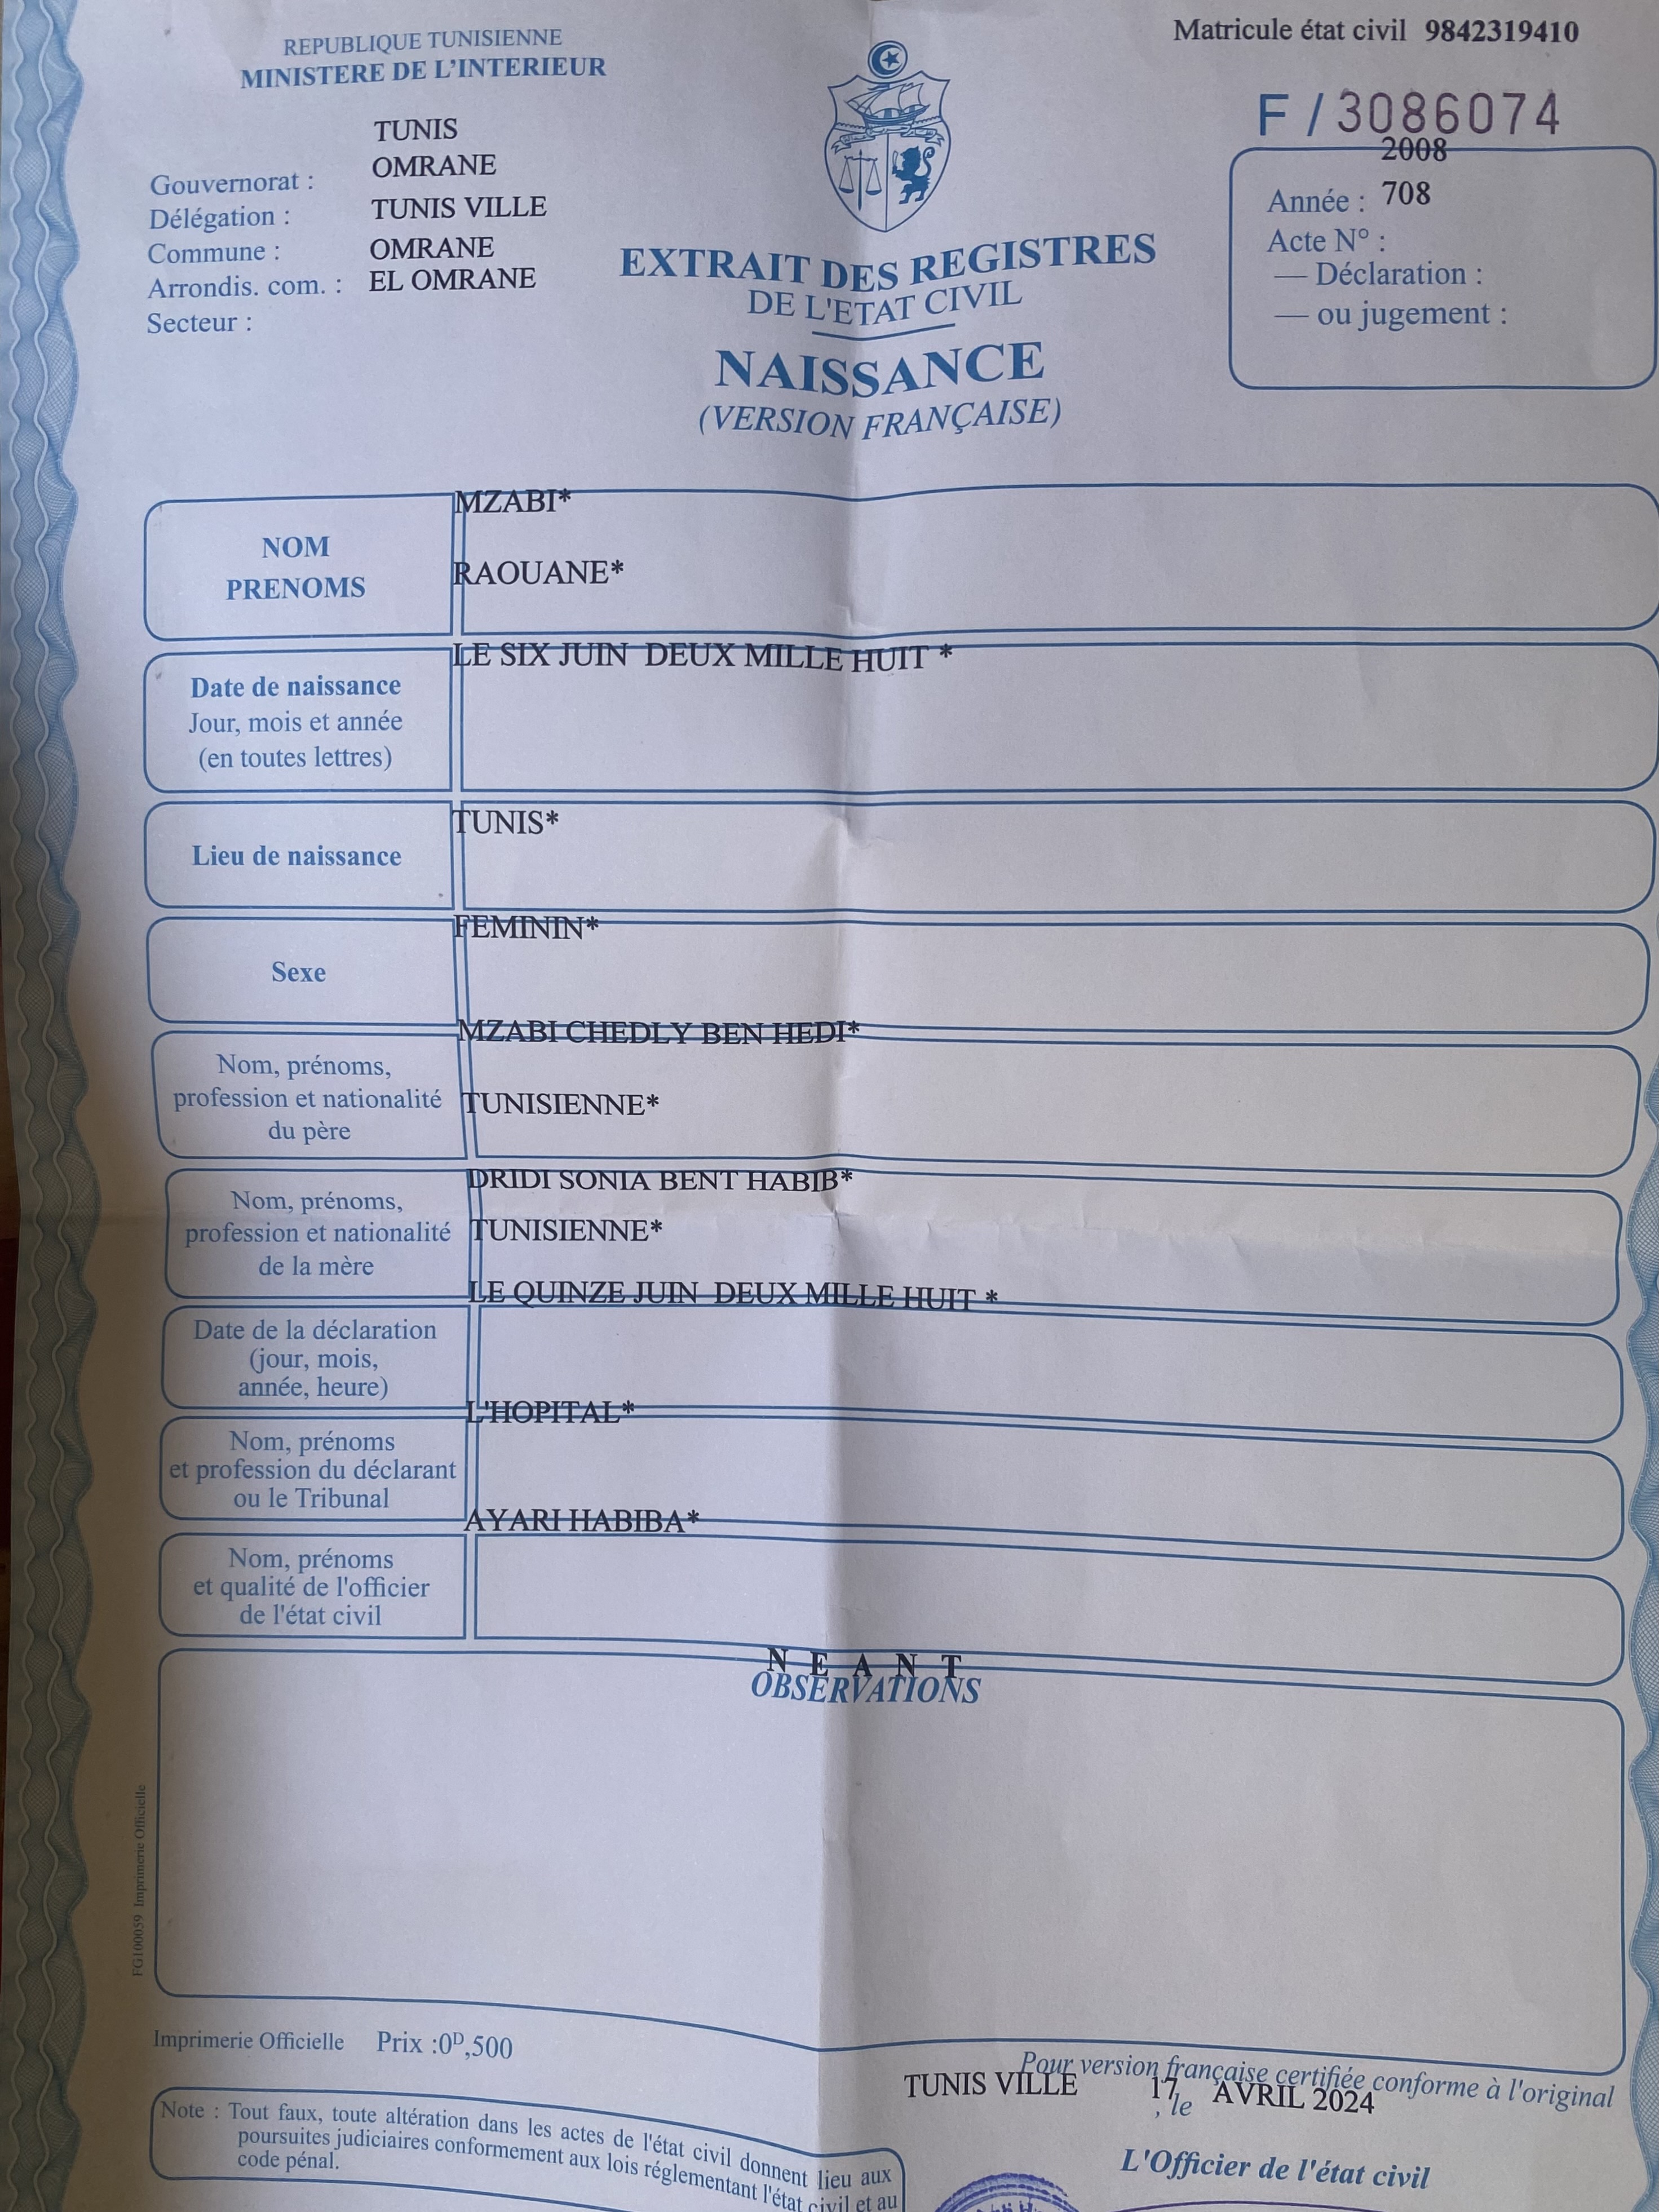 REPUBLIQUE TUNISIENNE
MINISTERE DE L'INTERIEUR
Matricule état civil 9842319410
F / 3086074
TUNIS
Gouvernorat : OMRANE
Délégation : TUNIS VILLE
Commune : OMRANE
Arrondis. com. : EL OMRANE
Secteur :
2008
Année : 708
Acte N° :
— Déclaration :
— ou jugement :
EXTRAIT DES REGISTRES
DE L'ETAT CIVIL
NAISSANCE
(VERSION FRANÇAISE)
NOM
PRENOMS
MZABI*
RAOUANE*
Date de naissance
Jour, mois et année
(en toutes lettres)
LE SIX JUIN DEUX MILLE HUIT *
Lieu de naissance
TUNIS*
Sexe
FEMININ*
Nom, prénoms,
profession et nationalité
du père
MZABI CHEDLY BEN HEDI*
TUNISIENNE*
Nom, prénoms,
profession et nationalité
de la mère
DRIDI SONIA BENT HABIB*
TUNISIENNE*
Date de la déclaration
(jour, mois,
année, heure)
LE QUINZE JUIN DEUX MILLE HUIT *
Nom, prénoms
et profession du déclarant
ou le Tribunal
L'HOPITAL*
Nom, prénoms
et qualité de l'officier
de l'état civil
AYARI HABIBA*
N E A N T
OBSERVATIONS
FG100059 Imprimerie Officielle
Imprimerie Officielle Prix :0D,500
Pour version française certifiée conforme à l'original
TUNIS VILLE , le 17 AVRIL 2024
Note : Tout faux, toute altération dans les actes de l'état civil donnent lieu aux
poursuites judiciaires conformement aux lois réglementant l'état civil et au
code pénal.
L'Officier de l'état civil